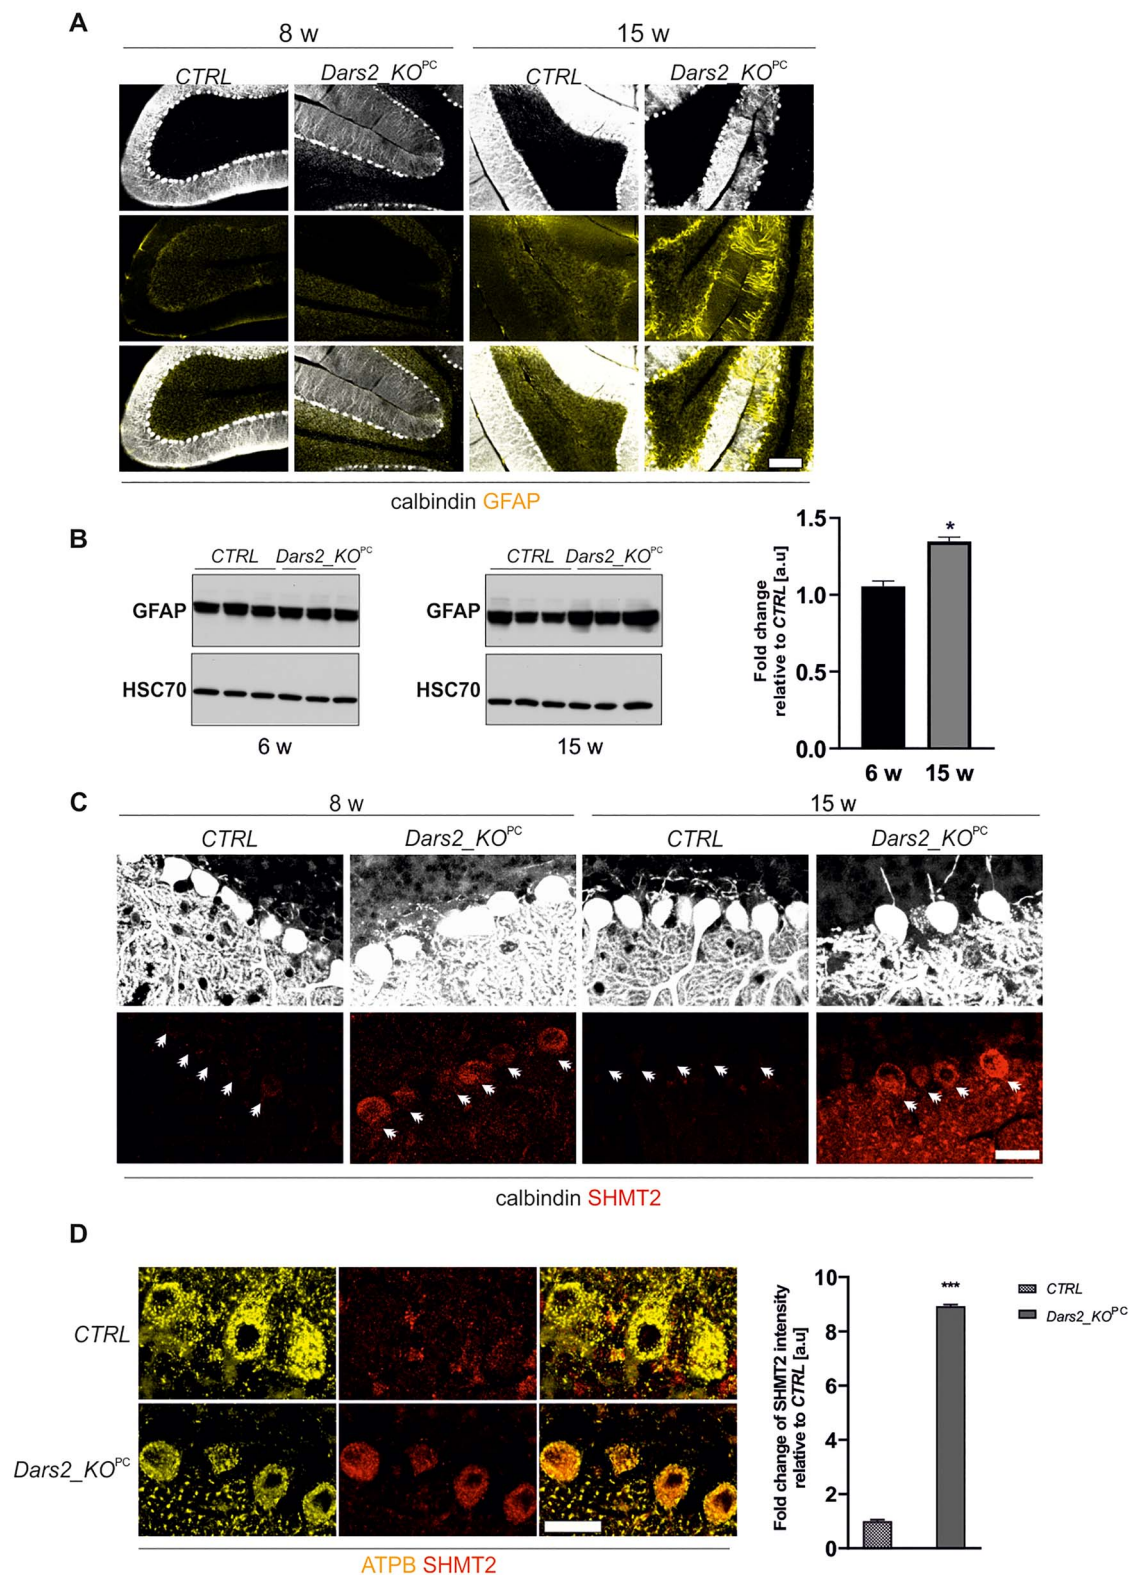 A
8 w
15 w
CTRL
Dars2_KOPC
CTRL
Dars2_KOPC
calbindin GFAP
B
CTRL Dars2_KOPC
GFAP
HSC70
6 w
CTRL Dars2_KOPC
GFAP
HSC70
15 w
Fold change
relative to CTRL [a.u]
1.5
1.0
0.5
0.0
*
6 w 15 w
C
8 w
15 w
CTRL
Dars2_KOPC
CTRL
Dars2_KOPC
calbindin SHMT2
D
CTRL
Dars2_KOPC
ATPB SHMT2
Fold change of SHMT2 intensity
relative to CTRL [a.u]
10
8
6
4
2
0
***
CTRL
Dars2_KOPC